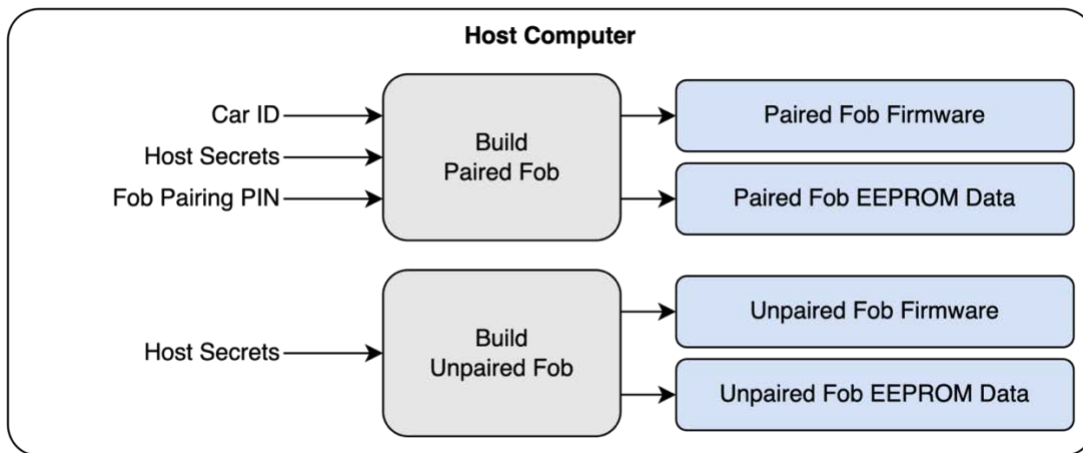 Host Computer
Car ID
Host Secrets
Fob Pairing PIN
Build
Paired Fob
Paired Fob Firmware
Paired Fob EEPROM Data
Host Secrets
Build
Unpaired Fob
Unpaired Fob Firmware
Unpaired Fob EEPROM Data